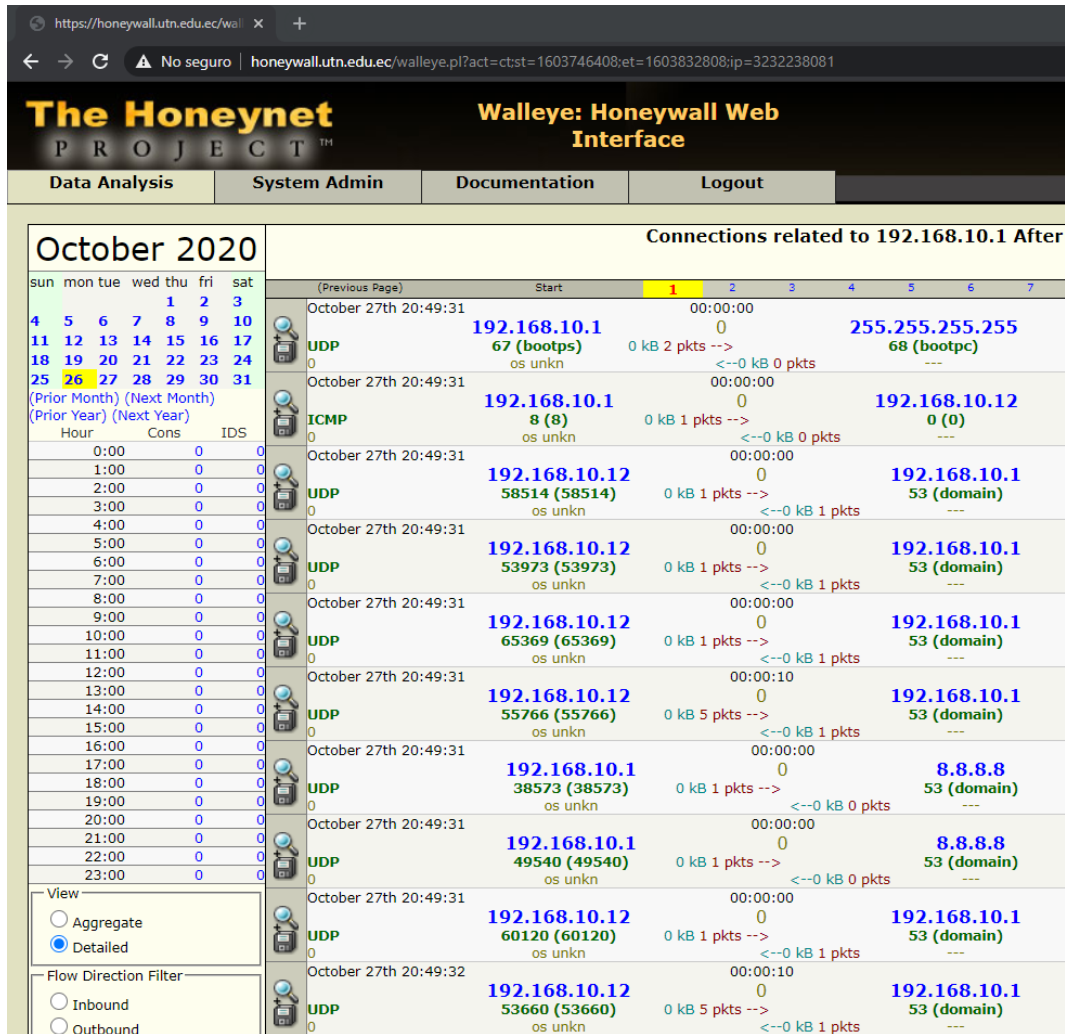 https://honeywall.utn.edu.ec/wal
No seguro | honeywall.utn.edu.ec/walleye.pl?act=ct;st=1603746408;et=1603832808;ip=3232238081
The Honeynet
PROJECT™
Walleye: Honeywall Web
Interface
Data Analysis System Admin Documentation Logout
October 2020
sun mon tue wed thu fri sat
1 2 3
4 5 6 7 8 9 10
11 12 13 14 15 16 17
18 19 20 21 22 23 24
25 26 27 28 29 30 31
(Prior Month) (Next Month)
(Prior Year) (Next Year)
Hour Cons IDS
0:00 0 0
1:00 0 0
2:00 0 0
3:00 0 0
4:00 0 0
5:00 0 0
6:00 0 0
7:00 0 0
8:00 0 0
9:00 0 0
10:00 0 0
11:00 0 0
12:00 0 0
13:00 0 0
14:00 0 0
15:00 0 0
16:00 0 0
17:00 0 0
18:00 0 0
19:00 0 0
20:00 0 0
21:00 0 0
22:00 0 0
23:00 0 0
View
Aggregate
Detailed
Flow Direction Filter
Inbound
Outbound
Connections related to 192.168.10.1 After
(Previous Page) Start 1 2 3 4 5 6 7
October 27th 20:49:31 00:00:00
192.168.10.1 0 255.255.255.255
UDP 67 (bootps) 0 kB 2 pkts --> 68 (bootpc)
0 os unkn <--0 kB 0 pkts ---
October 27th 20:49:31 00:00:00
192.168.10.1 0 192.168.10.12
ICMP 8 (8) 0 kB 1 pkts --> 0 (0)
0 os unkn <--0 kB 0 pkts ---
October 27th 20:49:31 00:00:00
192.168.10.12 0 192.168.10.1
UDP 58514 (58514) 0 kB 1 pkts --> 53 (domain)
0 os unkn <--0 kB 1 pkts ---
October 27th 20:49:31 00:00:00
192.168.10.12 0 192.168.10.1
UDP 53973 (53973) 0 kB 1 pkts --> 53 (domain)
0 os unkn <--0 kB 1 pkts ---
October 27th 20:49:31 00:00:00
192.168.10.12 0 192.168.10.1
UDP 65369 (65369) 0 kB 1 pkts --> 53 (domain)
0 os unkn <--0 kB 1 pkts ---
October 27th 20:49:31 00:00:10
192.168.10.12 0 192.168.10.1
UDP 55766 (55766) 0 kB 5 pkts --> 53 (domain)
0 os unkn <--0 kB 1 pkts ---
October 27th 20:49:31 00:00:00
192.168.10.1 0 8.8.8.8
UDP 38573 (38573) 0 kB 1 pkts --> 53 (domain)
0 os unkn <--0 kB 0 pkts ---
October 27th 20:49:31 00:00:00
192.168.10.1 0 8.8.8.8
UDP 49540 (49540) 0 kB 1 pkts --> 53 (domain)
0 os unkn <--0 kB 0 pkts ---
October 27th 20:49:31 00:00:00
192.168.10.12 0 192.168.10.1
UDP 60120 (60120) 0 kB 1 pkts --> 53 (domain)
0 os unkn <--0 kB 1 pkts ---
October 27th 20:49:32 00:00:10
192.168.10.12 0 192.168.10.1
UDP 53660 (53660) 0 kB 5 pkts --> 53 (domain)
0 os unkn <--0 kB 1 pkts ---